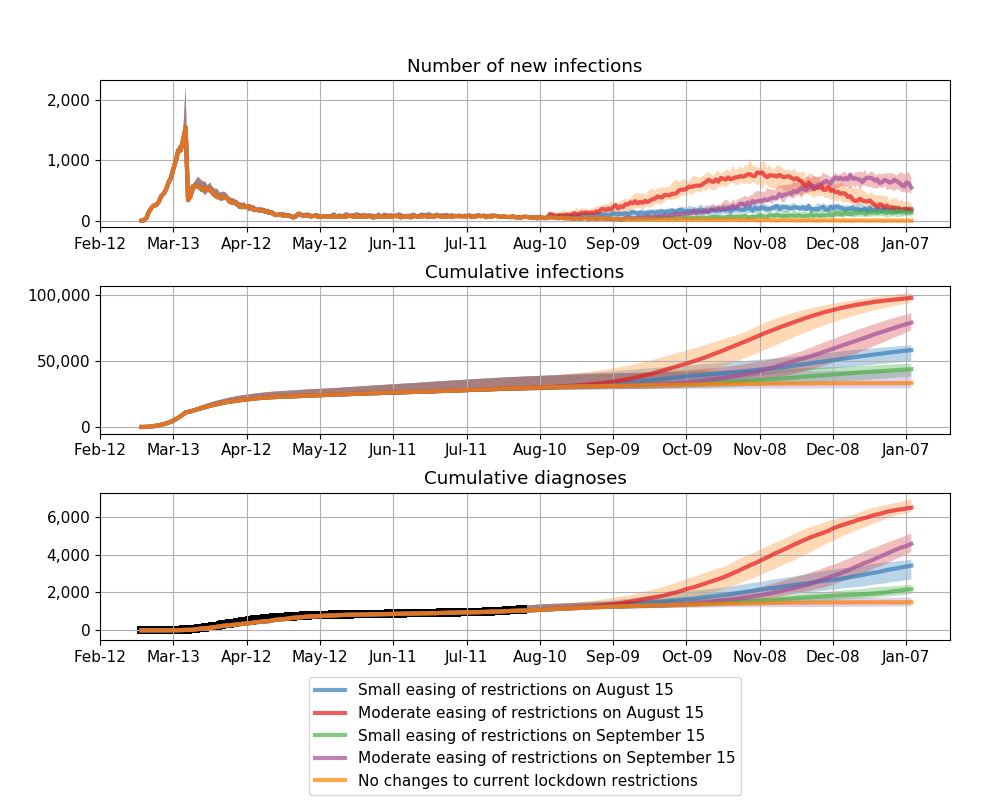 Number of new infections
2,000
1,000
0
Feb-12 Mar-13 Apr-12 May-12 Jun-11 Jul-11 Aug-10 Sep-09 Oct-09 Nov-08 Dec-08 Jan-07
Cumulative infections
100,000
50,000
0
Feb-12 Mar-13 Apr-12 May-12 Jun-11 Jul-11 Aug-10 Sep-09 Oct-09 Nov-08 Dec-08 Jan-07
Cumulative diagnoses
6,000
4,000
2,000
0
Feb-12 Mar-13 Apr-12 May-12 Jun-11 Jul-11 Aug-10 Sep-09 Oct-09 Nov-08 Dec-08 Jan-07
Small easing of restrictions on August 15
Moderate easing of restrictions on August 15
Small easing of restrictions on September 15
Moderate easing of restrictions on September 15
No changes to current lockdown restrictions